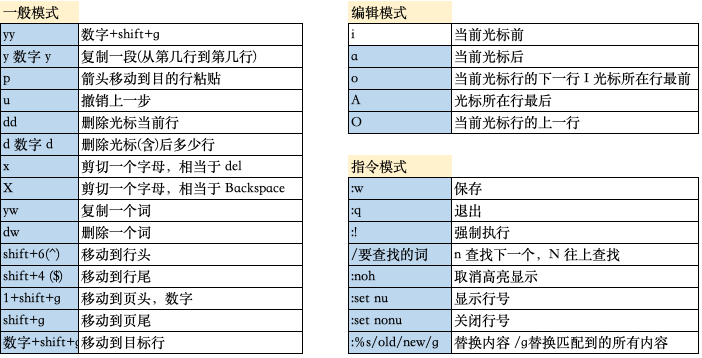 一般模式
yy 数字+shift+g
y 数字 y 复制一段(从第几行到第几行)
p 箭头移动到目的行粘贴
u 撤销上一步
dd 删除光标当前行
d 数字 d 删除光标(含)后多少行
x 剪切一个字母，相当于 del
X 剪切一个字母，相当于 Backspace
yw 复制一个词
dw 删除一个词
shift+6(^) 移动到行头
shift+4 ($) 移动到行尾
1+shift+g 移动到页头，数字
shift+g 移动到页尾
数字+shift+g 移动到目标行
编辑模式
i 当前光标前
a 当前光标后
o 当前光标行的下一行 I 光标所在行最前
A 光标所在行最后
O 当前光标行的上一行
指令模式
:w 保存
:q 退出
:! 强制执行
/要查找的词 n 查找下一个，N 往上查找
:noh 取消高亮显示
:set nu 显示行号
:set nonu 关闭行号
:%s/old/new/g 替换内容 /g替换匹配到的所有内容